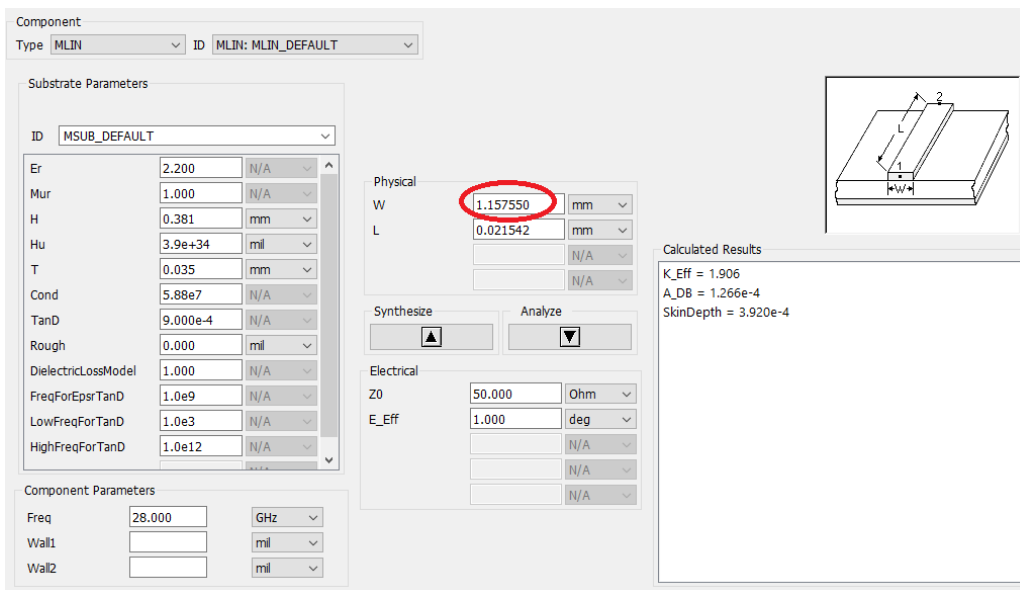 Component
Type MLIN ID MLIN: MLIN_DEFAULT
Substrate Parameters
ID MSUB_DEFAULT
Er 2.200 N/A
Mur 1.000 N/A
H 0.381 mm
Hu 3.9e+34 mil
T 0.035 mm
Cond 5.88e7 N/A
TanD 9.000e-4 N/A
Rough 0.000 mil
DielectricLossModel 1.000 N/A
FreqForEpsrTanD 1.0e9 N/A
LowFreqForTanD 1.0e3 N/A
HighFreqForTanD 1.0e12 N/A
Component Parameters
Freq 28.000 GHz
Wall1 mil
Wall2 mil
Physical
W 1.157550 mm
L 0.021542 mm
N/A
N/A
Synthesize Analyze
Electrical
Z0 50.000 Ohm
E_Eff 1.000 deg
N/A
N/A
N/A
2
L
1
W
Calculated Results
K_Eff = 1.906
A_DB = 1.266e-4
SkinDepth = 3.920e-4